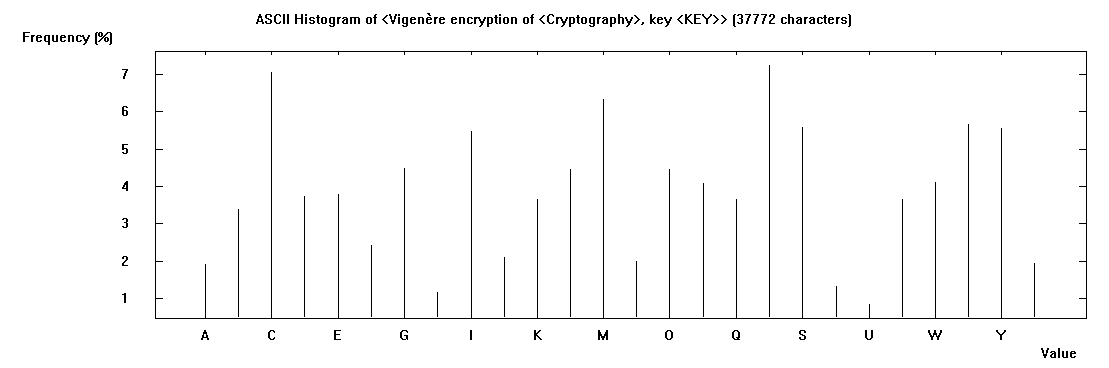 ASCII Histogram of <Vigenère encryption of <Cryptography>, key <KEY>> (37772 characters)
Frequency (%)
7
6
5
4
3
2
1
A C E G I K M O Q S U W Y
Value